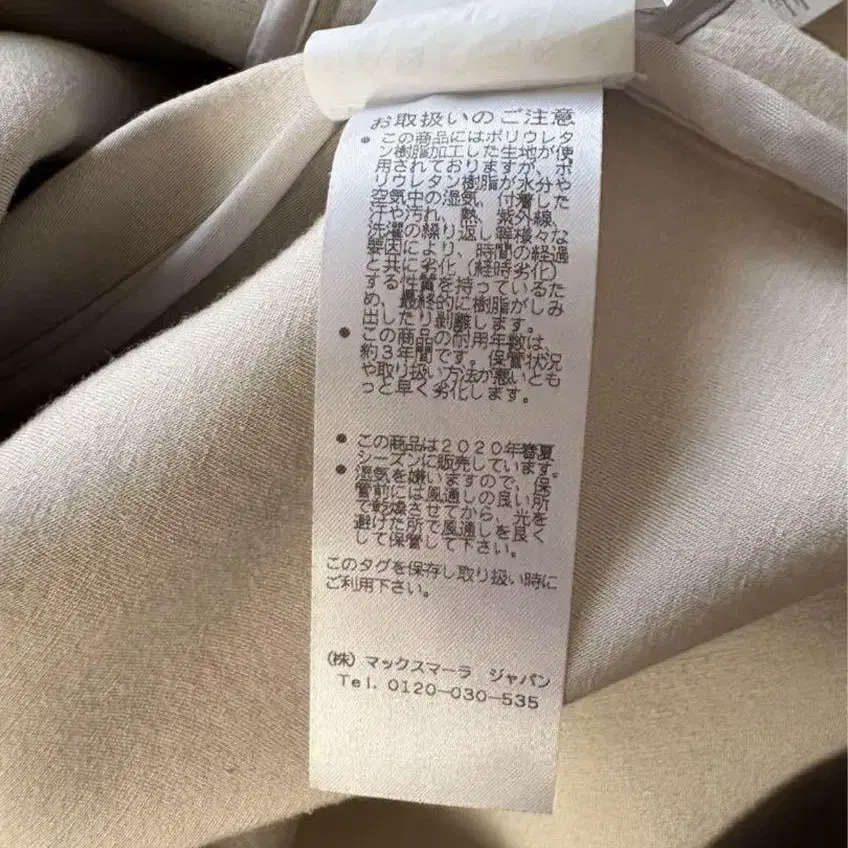 お取扱いのご注意
● この商品にはポリウレタ
ン樹脂加工した生地が使
用されておりますが、ポ
リウレタン樹脂が水分や
空気中の湿気、付着した
汗や汚れ、熱、紫外線、
洗濯の繰り返し等様々な
要因により、時間の経過
と共に劣化（経時劣化）
する性質を持っているた
め、最終的に樹脂がしみ
出したり剥離します。
● この商品の耐用年数は、
約3年間です。保管状況
や取り扱い方法が悪いとも
っと早く劣化します。
● この商品は2020年春夏
シーズンに販売しています。
● 湿気を嫌いますので、保
管前には風通しの良い所
で乾燥させてから、光を
避けた所で風通しを良く
して保管して下さい。
このタグを保存し取り扱い時に
ご利用下さい。
(株) マックスマーラ ジャパン
Tel. 0120-030-535